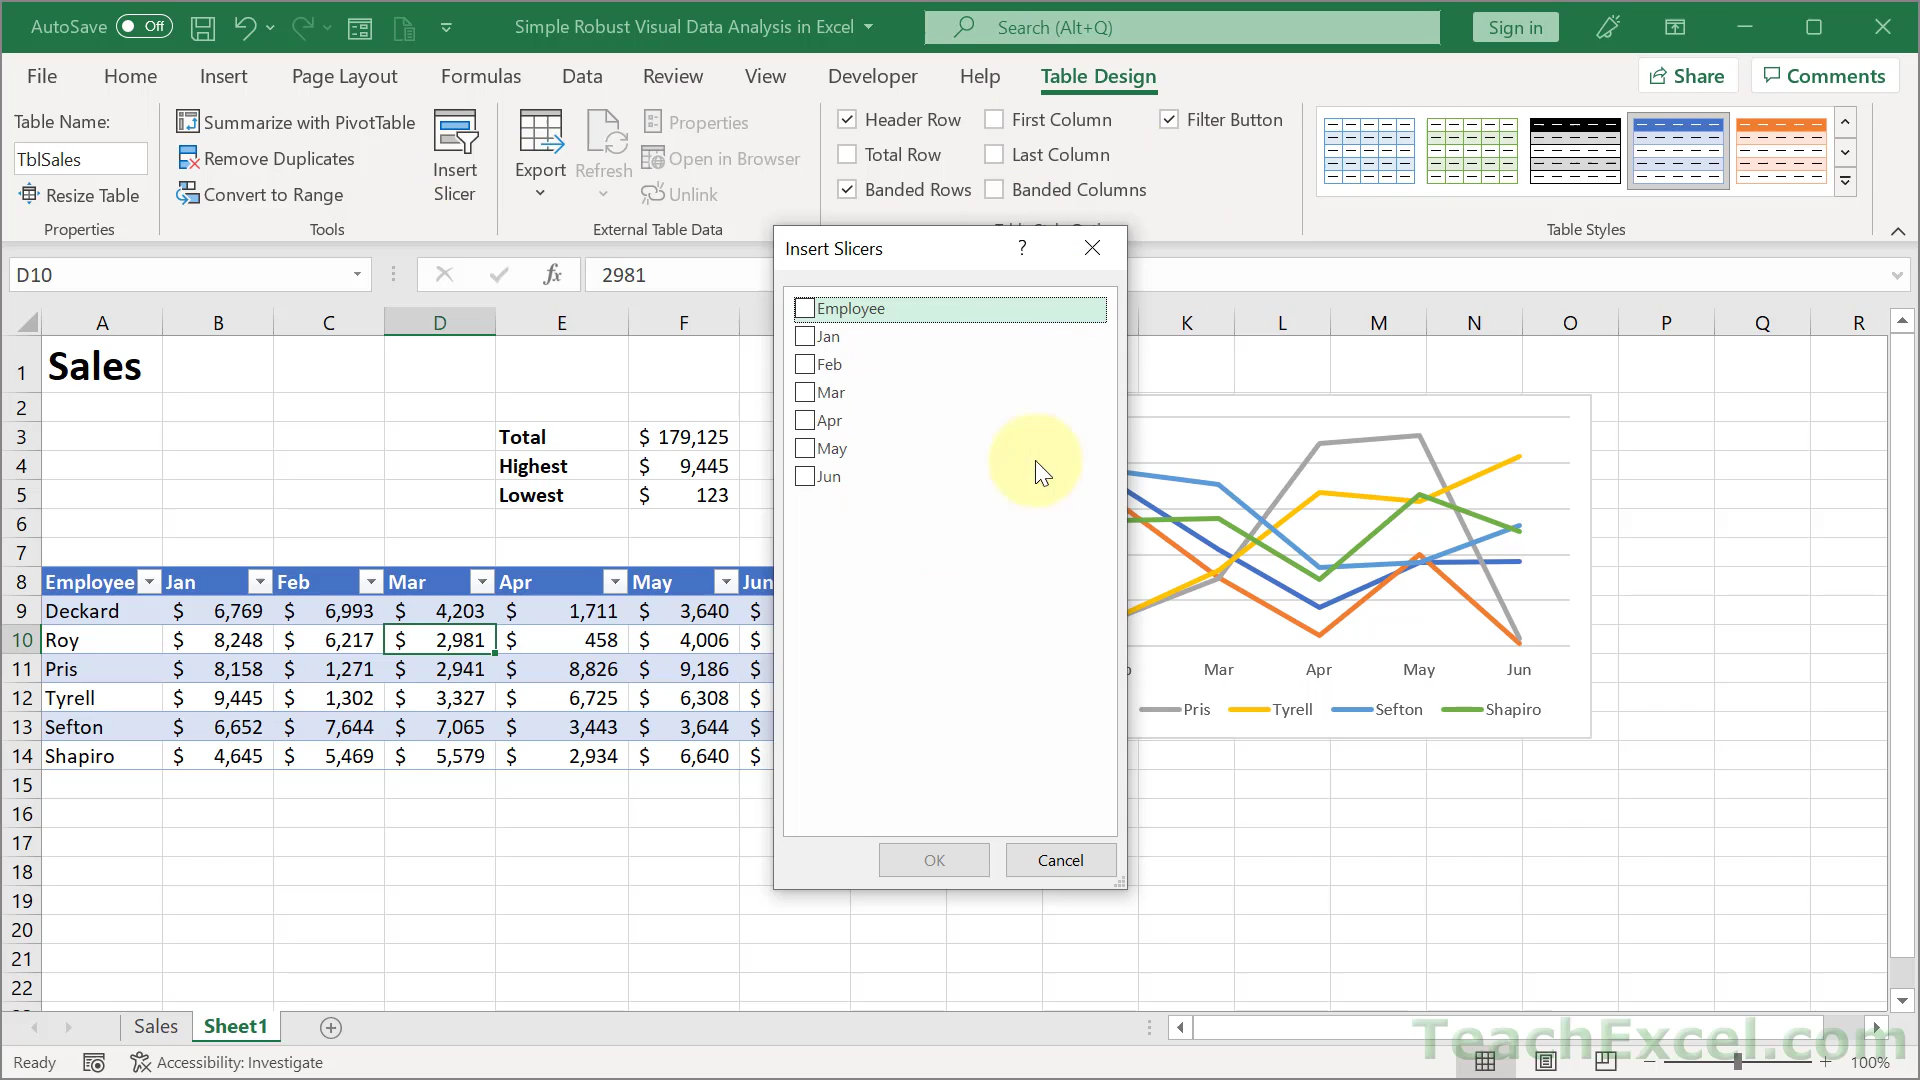 AutoSave Off Simple Robust Visual Data Analysis in Excel Search (Alt+Q) Sign in
File Home Insert Page Layout Formulas Data Review View Developer Help Table Design Share Comments
Table Name:
TblSales
Resize Table
Properties
Summarize with PivotTable
Remove Duplicates
Convert to Range
Tools
Insert
Slicer
Export
Refresh
Properties
Open in Browser
Unlink
External Table Data
Header Row First Column Filter Button
Total Row Last Column
Banded Rows Banded Columns
Table Styles
D10 fx 2981
Insert Slicers ?
Employee
Jan
Feb
Mar
Apr
May
Jun
OK Cancel
A B C D E F K L M N O P Q R
1 Sales
2
3 Total $ 179,125
4 Highest $ 9,445
5 Lowest $ 123
6
7
8 Employee Jan Feb Mar Apr May Jun
9 Deckard $ 6,769 $ 6,993 $ 4,203 $ 1,711 $ 3,640 $
10 Roy $ 8,248 $ 6,217 $ 2,981 $ 458 $ 4,006 $
11 Pris $ 8,158 $ 1,271 $ 2,941 $ 8,826 $ 9,186 $
12 Tyrell $ 9,445 $ 1,302 $ 3,327 $ 6,725 $ 6,308 $
13 Sefton $ 6,652 $ 7,644 $ 7,065 $ 3,443 $ 3,644 $
14 Shapiro $ 4,645 $ 5,469 $ 5,579 $ 2,934 $ 6,640 $
15
16
17
18
19
20
21
22
Mar Apr May Jun
Pris Tyrell Sefton Shapiro
Sales Sheet1
TeachExcel.com
Ready Accessibility: Investigate 100%